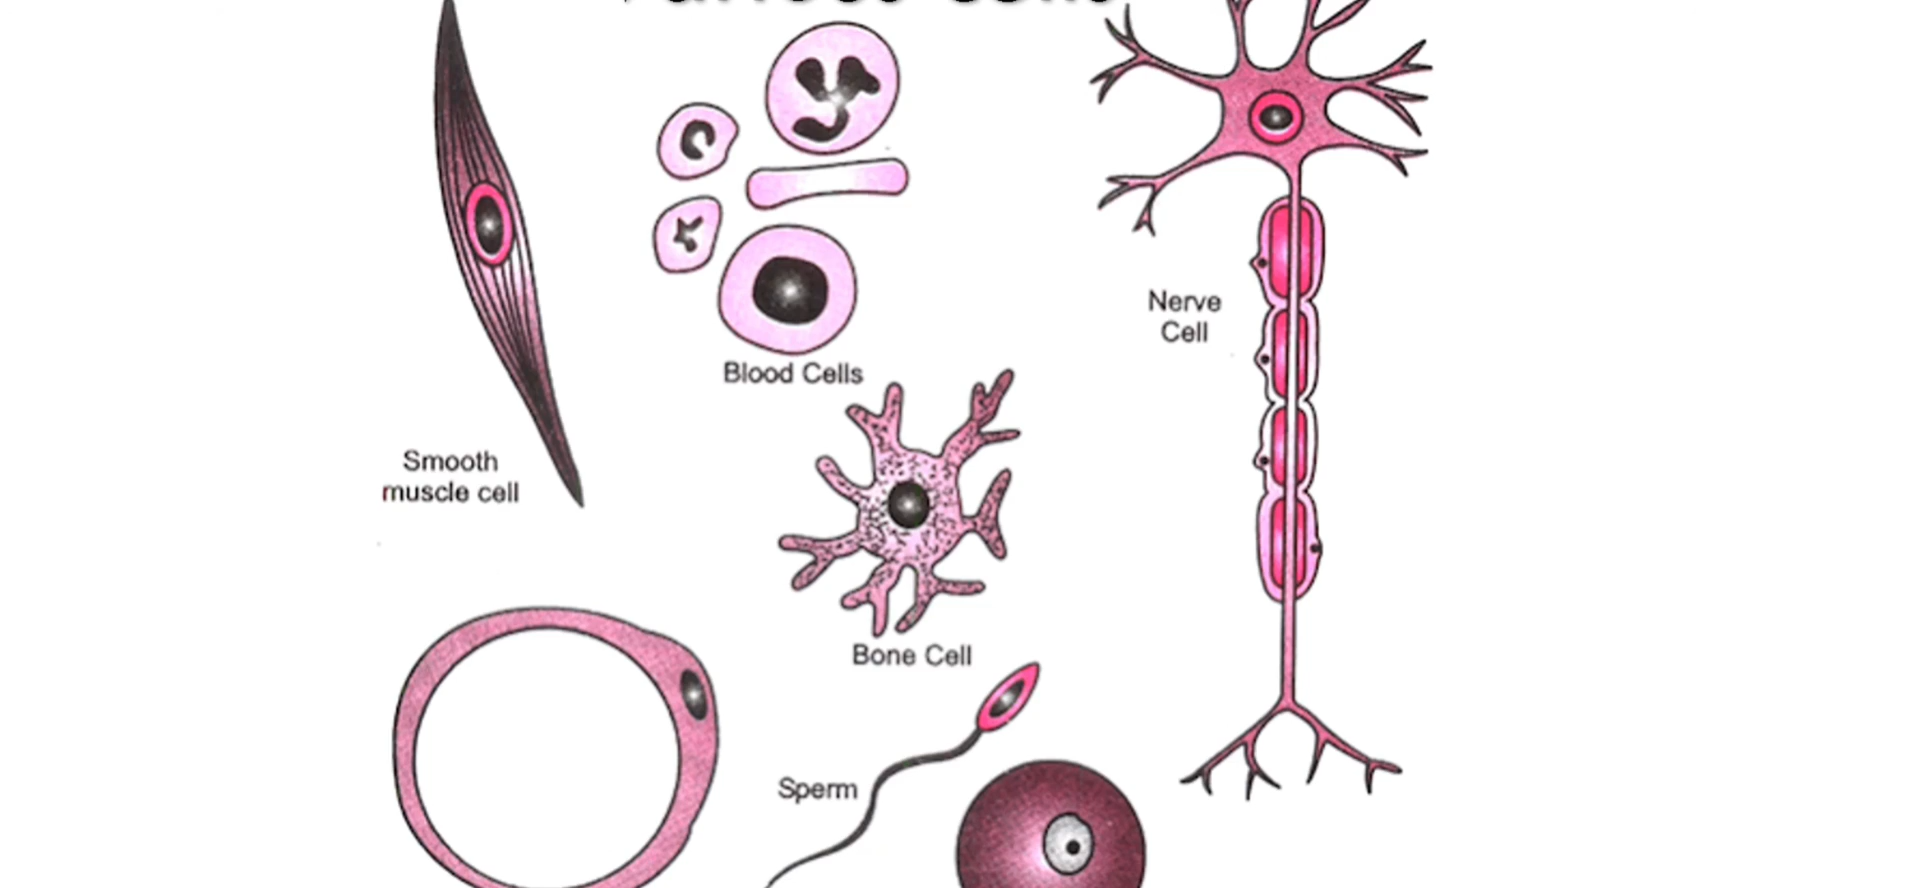 Nerve
Cell
Blood Cells
Smooth
muscle cell
Bone Cell
Sperm